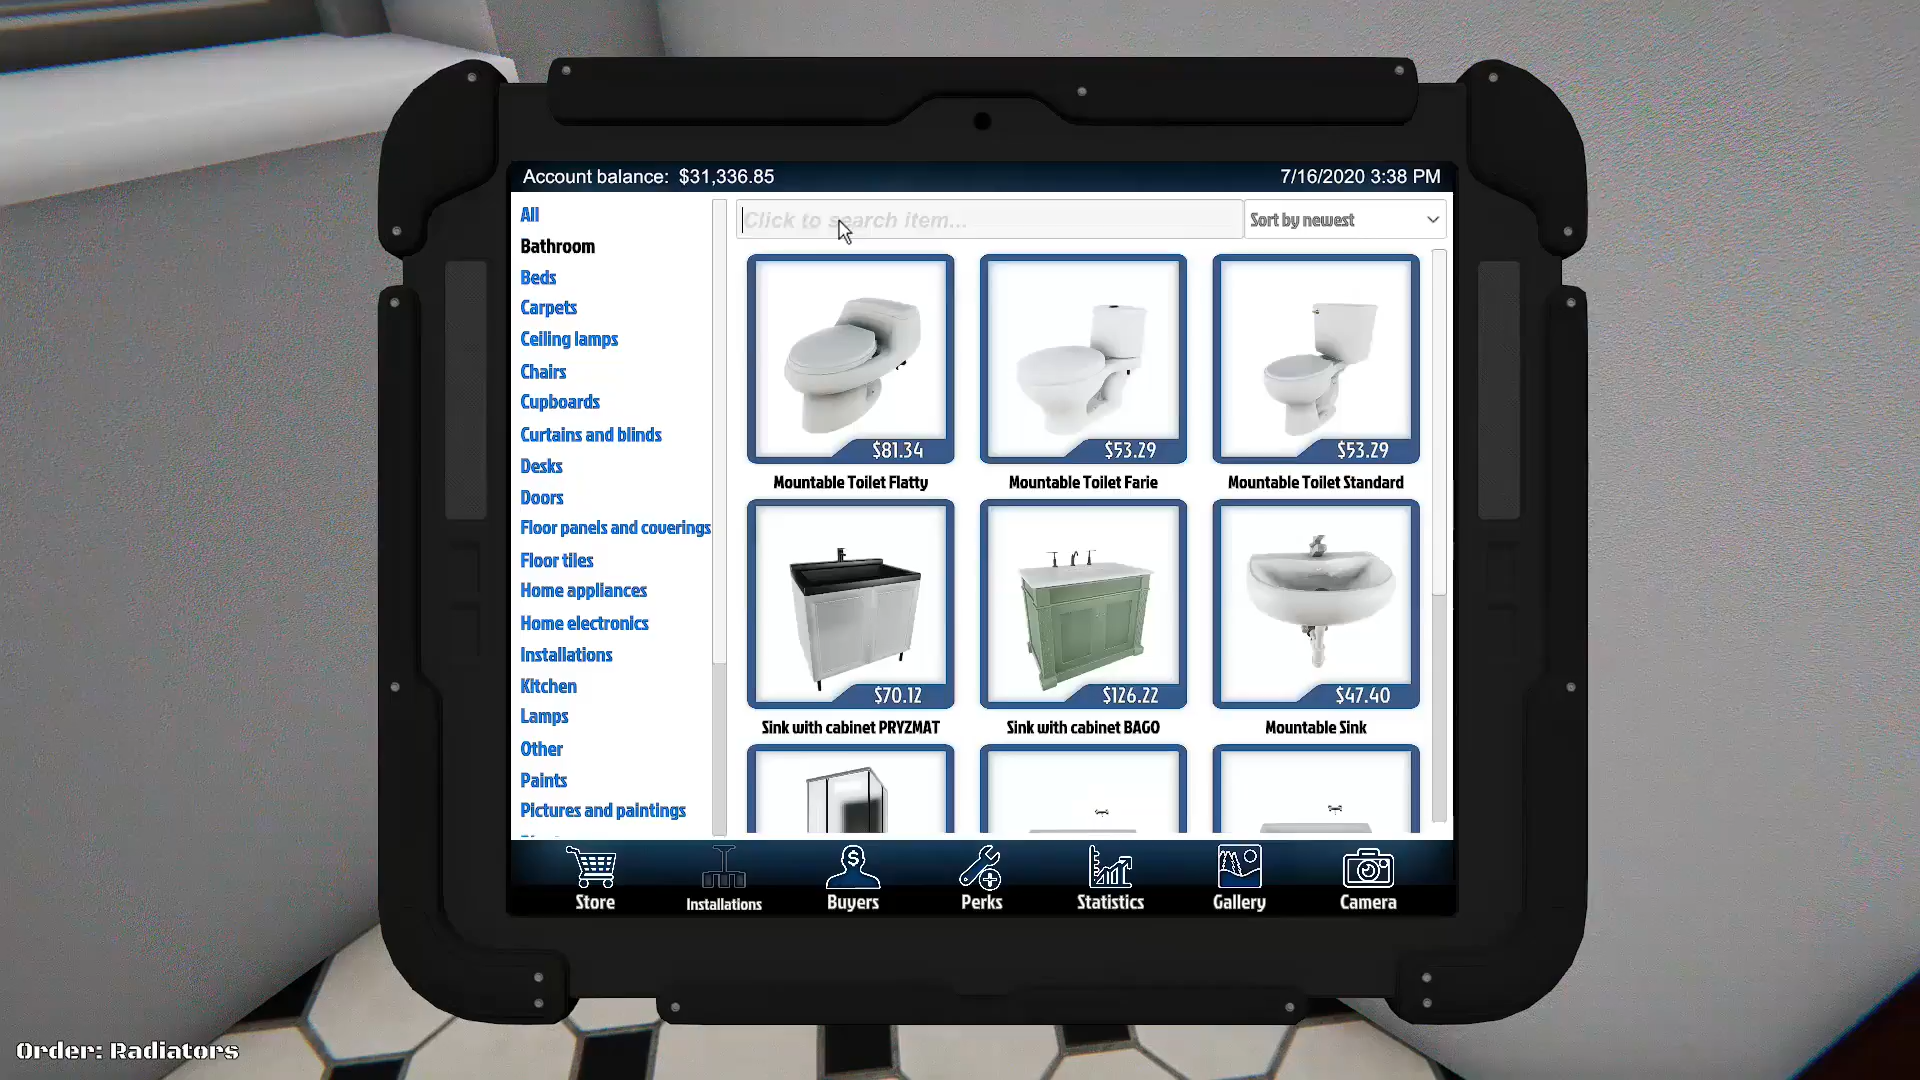 Account balance: $31,336.85
7/16/2020 3:38 PM
All
Bathroom
Beds
Carpets
Ceiling lamps
Chairs
Cupboards
Curtains and blinds
Desks
Doors
Floor panels and coverings
Floor tiles
Home appliances
Home electronics
Installations
Kitchen
Lamps
Other
Paints
Pictures and paintings
Click to search item...
Sort by newest
$81.34
$53.29
$53.29
Mountable Toilet Flatty
Mountable Toilet Farie
Mountable Toilet Standard
$70.12
$126.22
$47.40
Sink with cabinet PRYZMAT
Sink with cabinet BAGO
Mountable Sink
Store
Installations
Buyers
Perks
Statistics
Gallery
Camera
Order: Radiators